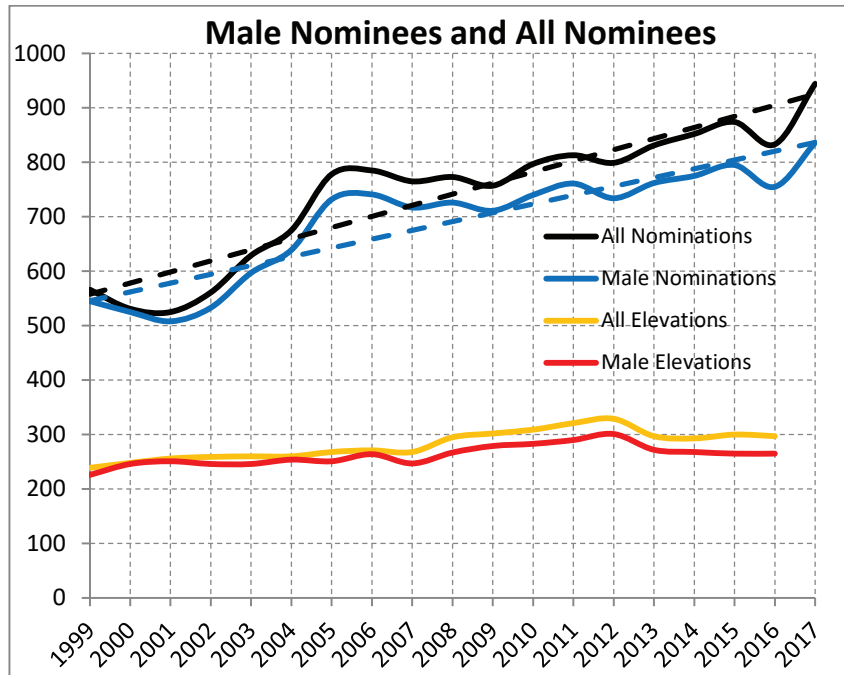 Male Nominees and All Nominees
1000
900
800
700
600
500
400
300
200
100
0
All Nominations
Male Nominations
All Elevations
Male Elevations
1999 2000 2001 2002 2003 2004 2005 2006 2007 2008 2009 2010 2011 2012 2013 2014 2015 2016 2017